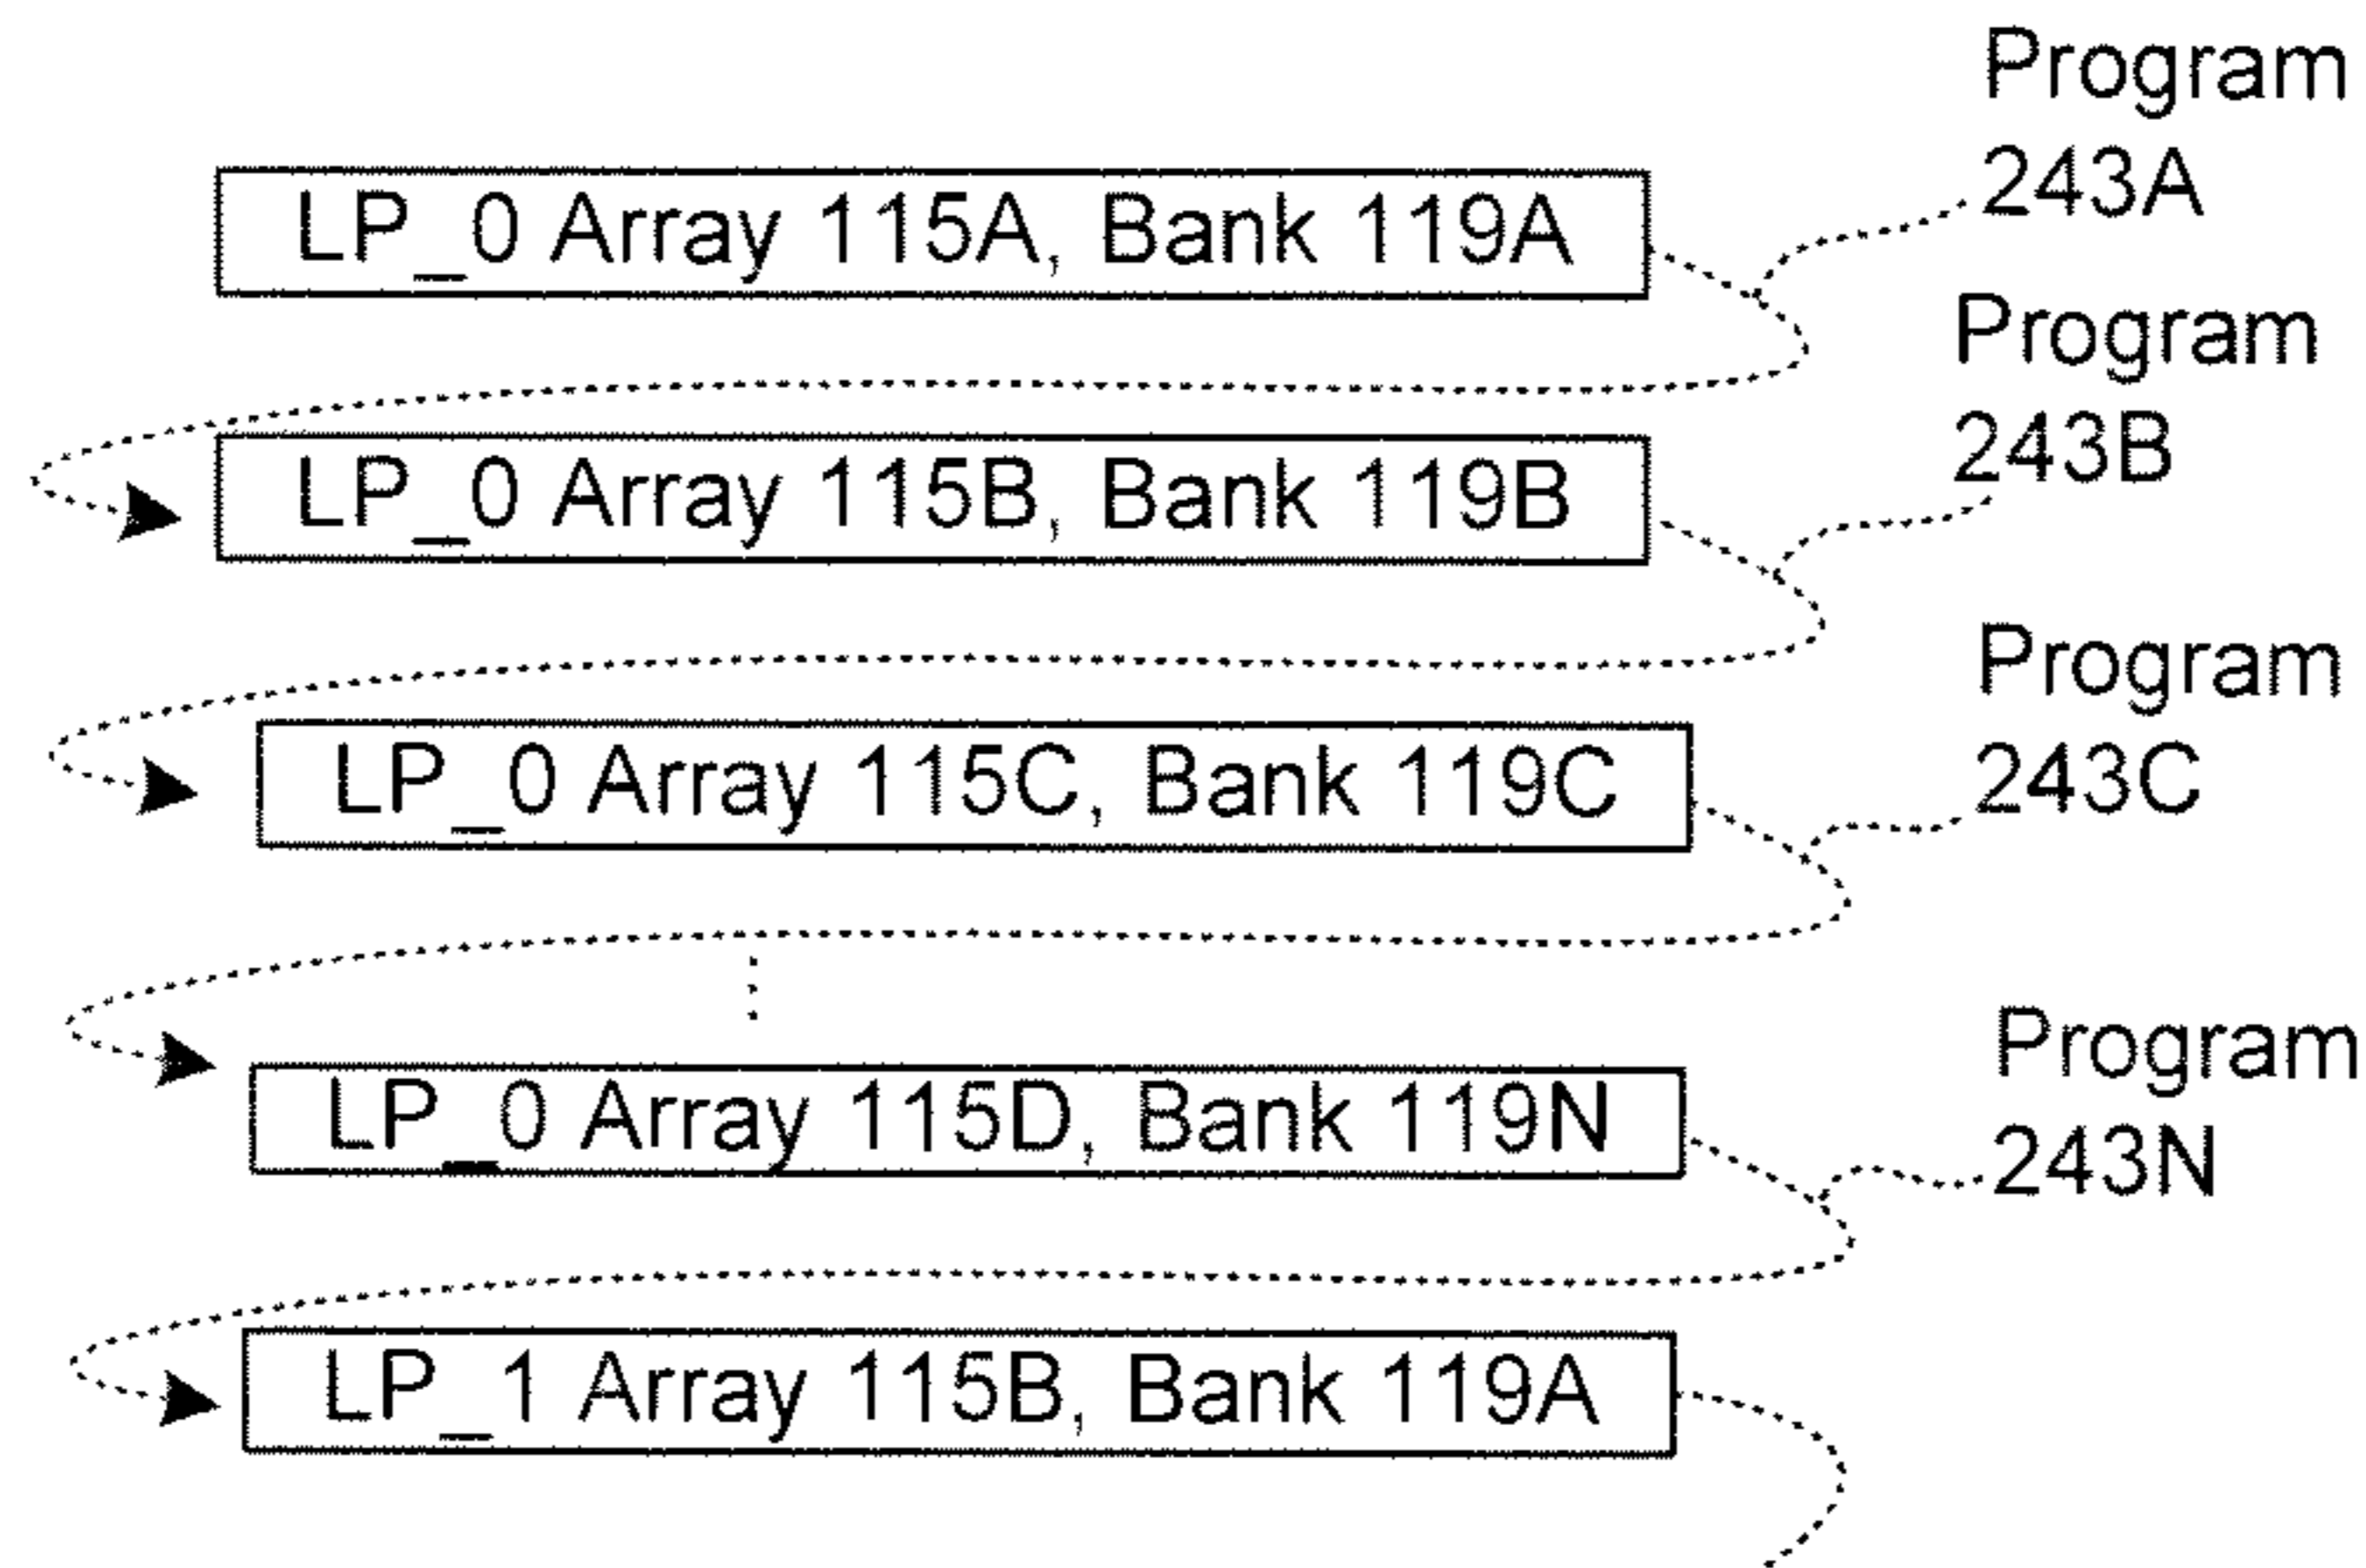 Program
243A
LP_0 Array 115A, Bank 119A
Program
243B
LP_0 Array 115B, Bank 119B
Program
243C
LP_0 Array 115C, Bank 119C
Program
243N
LP_0 Array 115D, Bank 119N
LP_1 Array 115B, Bank 119A